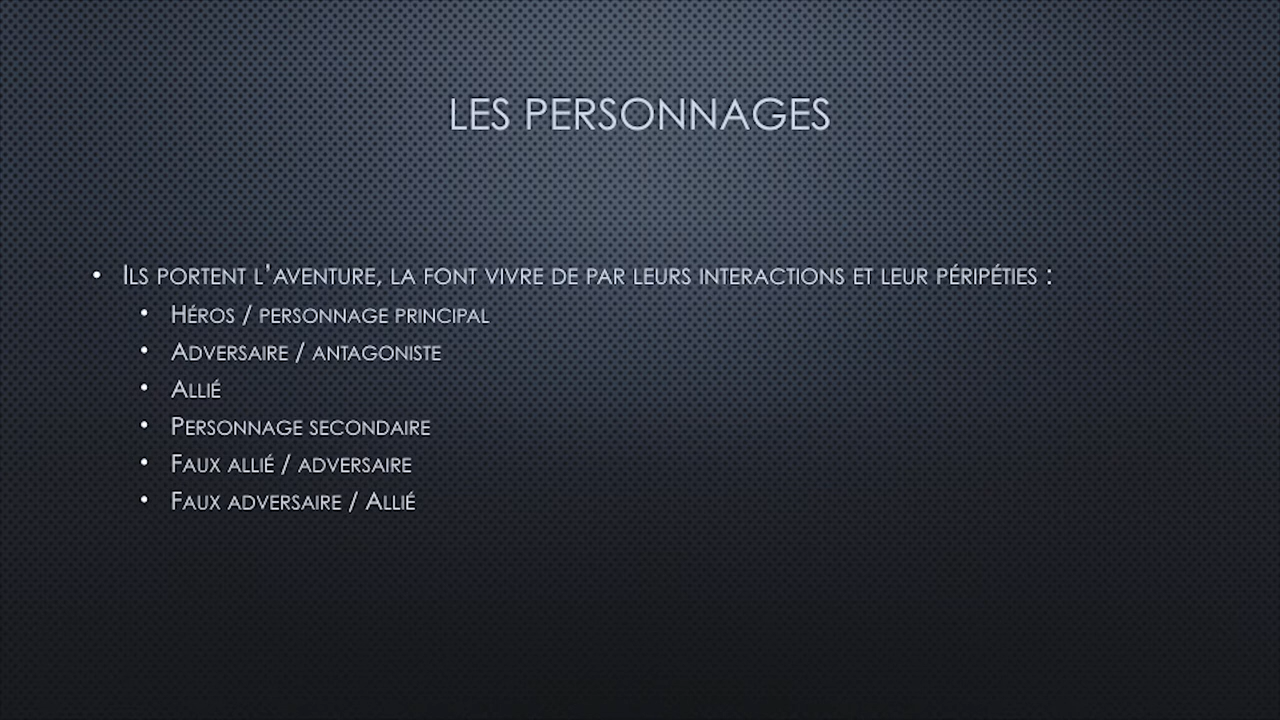 LES PERSONNAGES
• Ils portent l’aventure, la font vivre de par leurs interactions et leur péripéties :
• Héros / personnage principal
• Adversaire / antagoniste
• Allié
• Personnage secondaire
• Faux allié / adversaire
• Faux adversaire / Allié